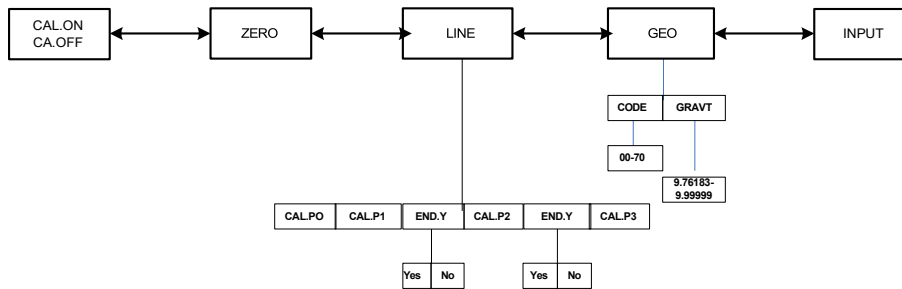 CAL.ON
CA.OFF
ZERO
LINE
GEO
INPUT
CODE
GRAVT
00-70
9.76183-
9.99999
CAL.PO
CAL.P1
END.Y
CAL.P2
END.Y
CAL.P3
Yes
No
Yes
No